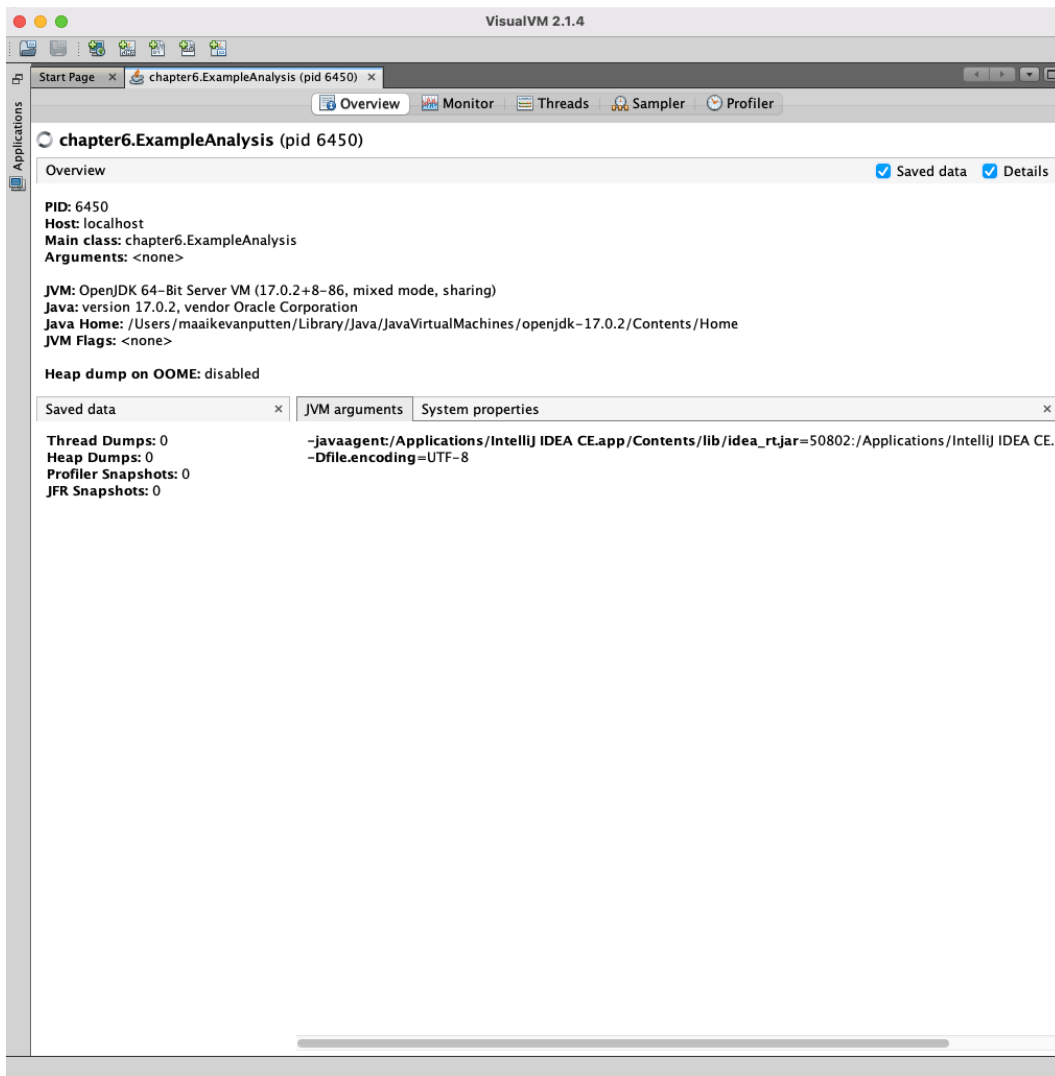 VisualVM 2.1.4
Start Page × chapter6.ExampleAnalysis (pid 6450) ×
Applications
Overview Monitor Threads Sampler Profiler
chapter6.ExampleAnalysis (pid 6450)
Overview Saved data Details
PID: 6450
Host: localhost
Main class: chapter6.ExampleAnalysis
Arguments: <none>
JVM: OpenJDK 64-Bit Server VM (17.0.2+8-86, mixed mode, sharing)
Java: version 17.0.2, vendor Oracle Corporation
Java Home: /Users/maaikevanputten/Library/Java/JavaVirtualMachines/openjdk-17.0.2/Contents/Home
JVM Flags: <none>
Heap dump on OOME: disabled
Saved data × JVM arguments System properties ×
Thread Dumps: 0
Heap Dumps: 0
Profiler Snapshots: 0
JFR Snapshots: 0
-javaagent:/Applications/IntelliJ IDEA CE.app/Contents/lib/idea_rt.jar=50802:/Applications/IntelliJ IDEA CE.
-Dfile.encoding=UTF-8